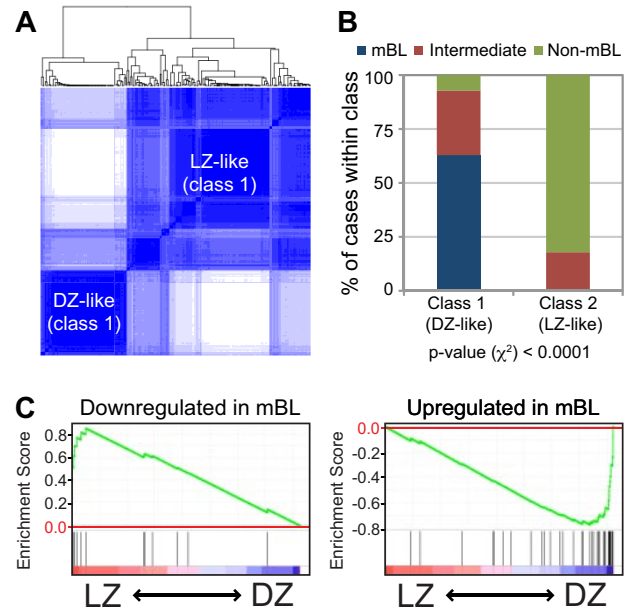 A
LZ-like
(class 1)
DZ-like
(class 1)
B
mBL Intermediate Non-mBL
% of cases within class
100
75
50
25
0
Class 1
(DZ-like)
Class 2
(LZ-like)
p-value (χ²) < 0.0001
C
Downregulated in mBL
Enrichment Score
0.8
0.6
0.4
0.2
0.0
LZ DZ
Upregulated in mBL
Enrichment Score
0.0
-0.2
-0.4
-0.6
-0.8
LZ DZ